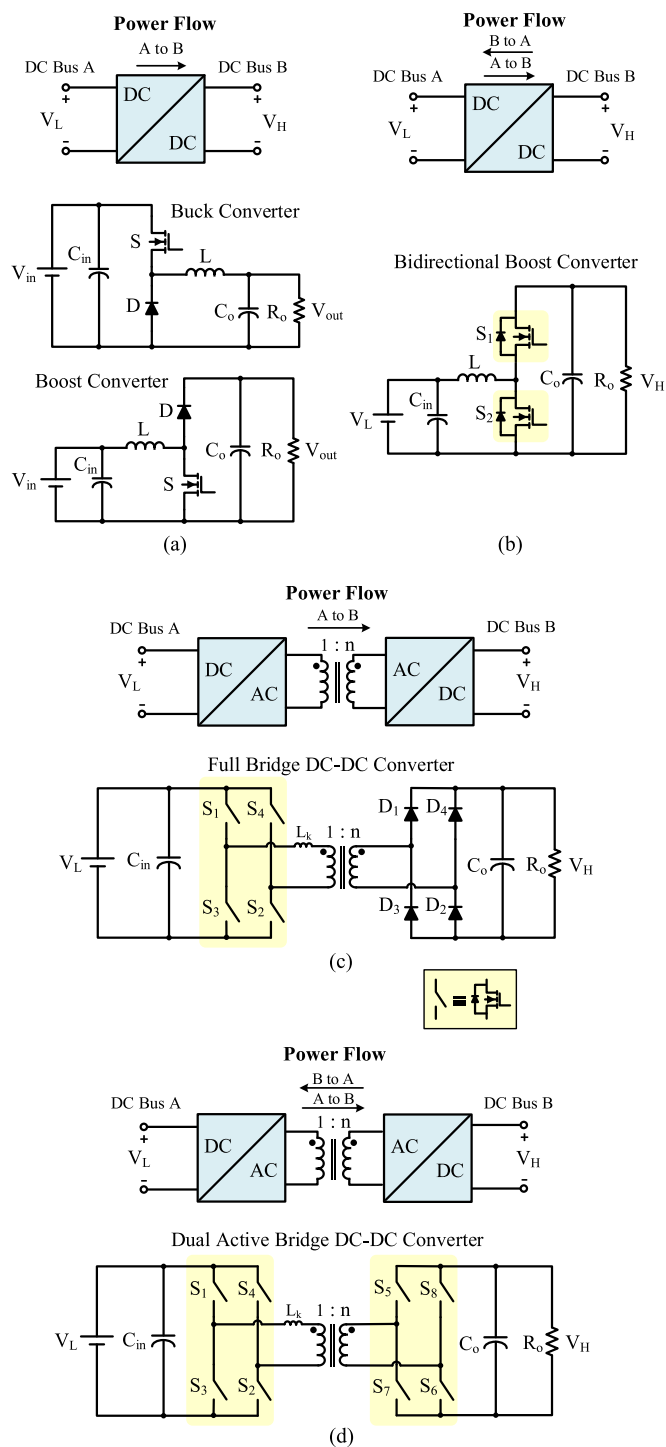 Power Flow
A to B
DC Bus A
DC Bus B
+
DC
+
V_L
V_H
-
DC
-
Buck Converter
S
C_in
L
V_in
D
C_o
R_o
V_out
Boost Converter
D
L
C_in
C_o
R_o
V_out
V_in
S
(a)
Power Flow
B to A
A to B
DC Bus A
DC Bus B
+
DC
+
V_L
V_H
-
DC
-
Bidirectional Boost Converter
S_1
L
C_o
R_o
V_H
V_L
C_in
S_2
(b)
Power Flow
A to B
DC Bus A
1 : n
DC Bus B
+
DC
AC
+
V_L
V_H
-
AC
DC
-
Full Bridge DC-DC Converter
S_1
S_4
D_1
D_4
L_k
1 : n
V_L
C_in
C_o
R_o
V_H
S_3
S_2
D_3
D_2
(c)
Power Flow
B to A
A to B
DC Bus A
1 : n
DC Bus B
+
DC
AC
+
V_L
V_H
-
AC
DC
-
Dual Active Bridge DC-DC Converter
S_1
S_4
S_5
S_8
L_k
1 : n
V_L
C_in
C_o
R_o
V_H
S_3
S_2
S_7
S_6
(d)